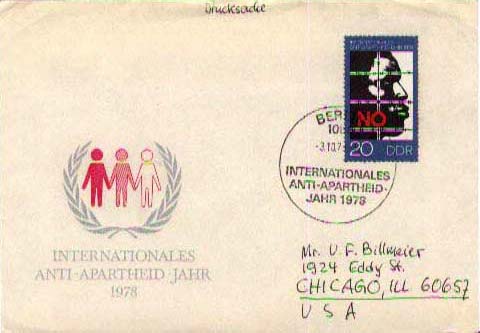 Drucksache
NO
20 DDR
BER
INTERNATIONALES
ANTI-APARTHEID-
JAHR 1978
INTERNATIONALES
ANTI-APARTHEID-JAHR
1978
Mr. V. F. Billmeier
1924 Eddy St.
CHICAGO, ILL 60657
USA